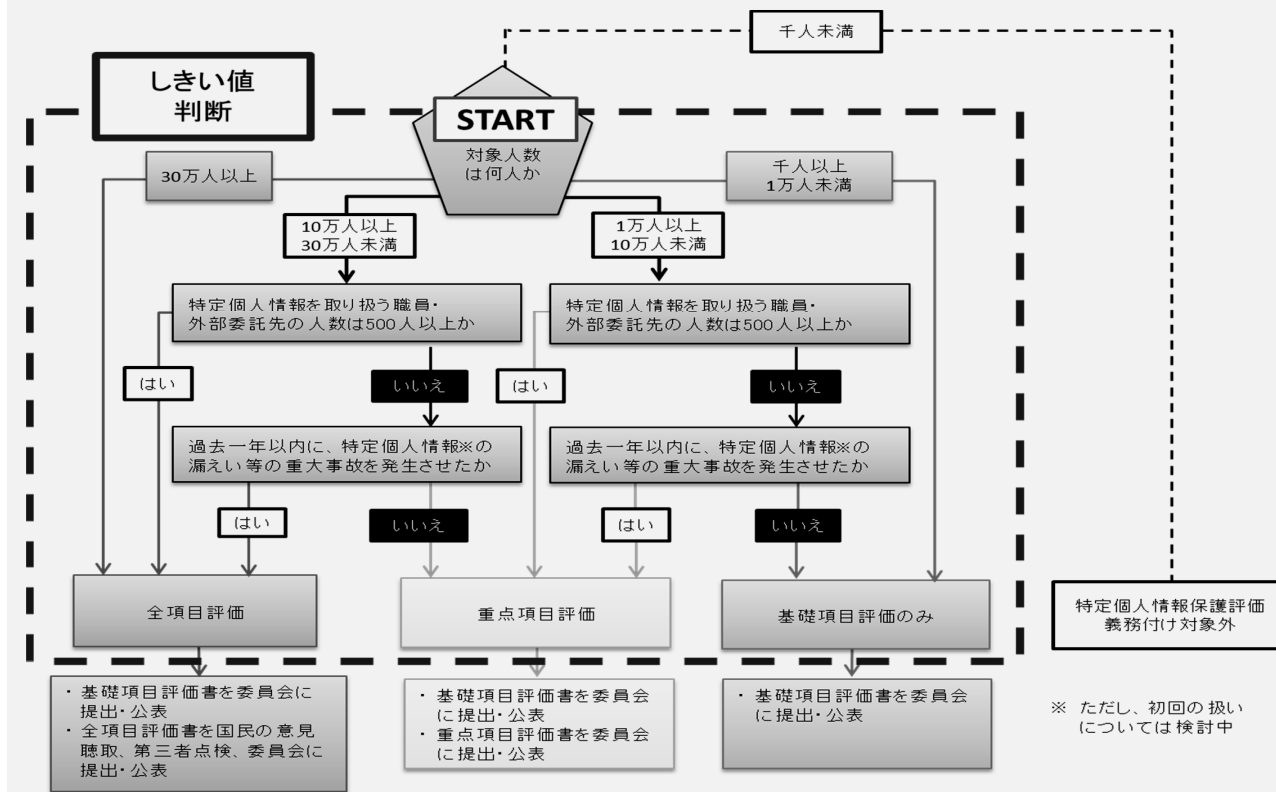 千人未満
しきい値
判断
START
対象人数
は何人か
30万人以上
千人以上
1万人未満
10万人以上
30万人未満
1万人以上
10万人未満
特定個人情報を取り扱う職員・
外部委託先の人数は500人以上か
特定個人情報を取り扱う職員・
外部委託先の人数は500人以上か
はい
いいえ
はい
いいえ
過去一年以内に、特定個人情報※の
漏えい等の重大事故を発生させたか
過去一年以内に、特定個人情報※の
漏えい等の重大事故を発生させたか
はい
いいえ
はい
いいえ
全項目評価
重点項目評価
基礎項目評価のみ
特定個人情報保護評価
義務付け対象外
・ 基礎項目評価書を委員会に
提出・公表
・ 全項目評価書を国民の意見
聴取、第三者点検、委員会に
提出・公表
・ 基礎項目評価書を委員会
に提出・公表
・ 重点項目評価書を委員会
に提出・公表
・ 基礎項目評価書を委員会
に提出・公表
※ ただし、初回の扱い
については検討中